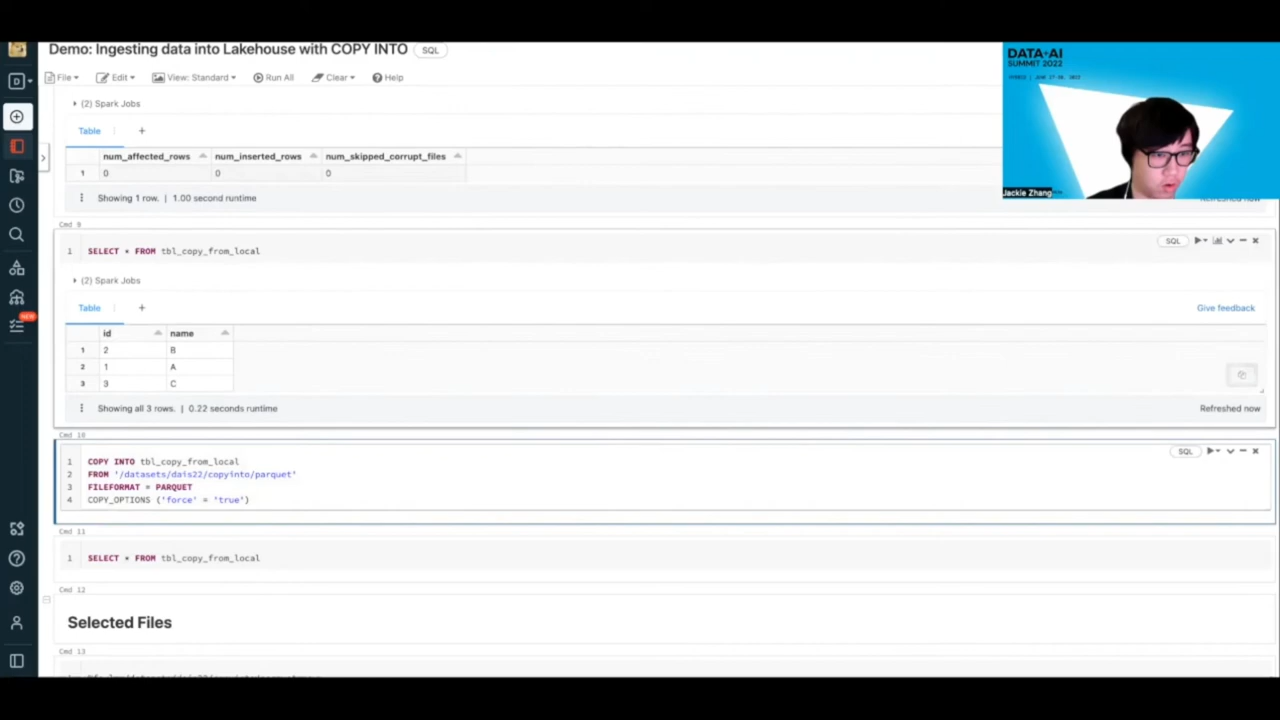 Demo: Ingesting data into Lakehouse with COPY INTO SQL
DATA+AI
SUMMIT 2022
D File Edit View: Standard Run All Clear Help
(2) Spark Jobs
Table +
num_affected_rows num_inserted_rows num_skipped_corrupt_files
1 0 0 0
Jackie Zhang
Showing 1 row. | 1.00 second runtime
Refreshed now
Cmd 9
1 SELECT * FROM tbl_copy_from_local
SQL
(2) Spark Jobs
Table +
Give feedback
NEW
id name
1 2 B
2 1 A
3 3 C
Showing all 3 rows. | 0.22 seconds runtime
Refreshed now
Cmd 10
1 COPY INTO tbl_copy_from_local
SQL
2 FROM '/datasets/dais22/copyinto/parquet'
3 FILEFORMAT = PARQUET
4 COPY_OPTIONS ('force' = 'true')
Cmd 11
1 SELECT * FROM tbl_copy_from_local
Cmd 12
Selected Files
Cmd 13